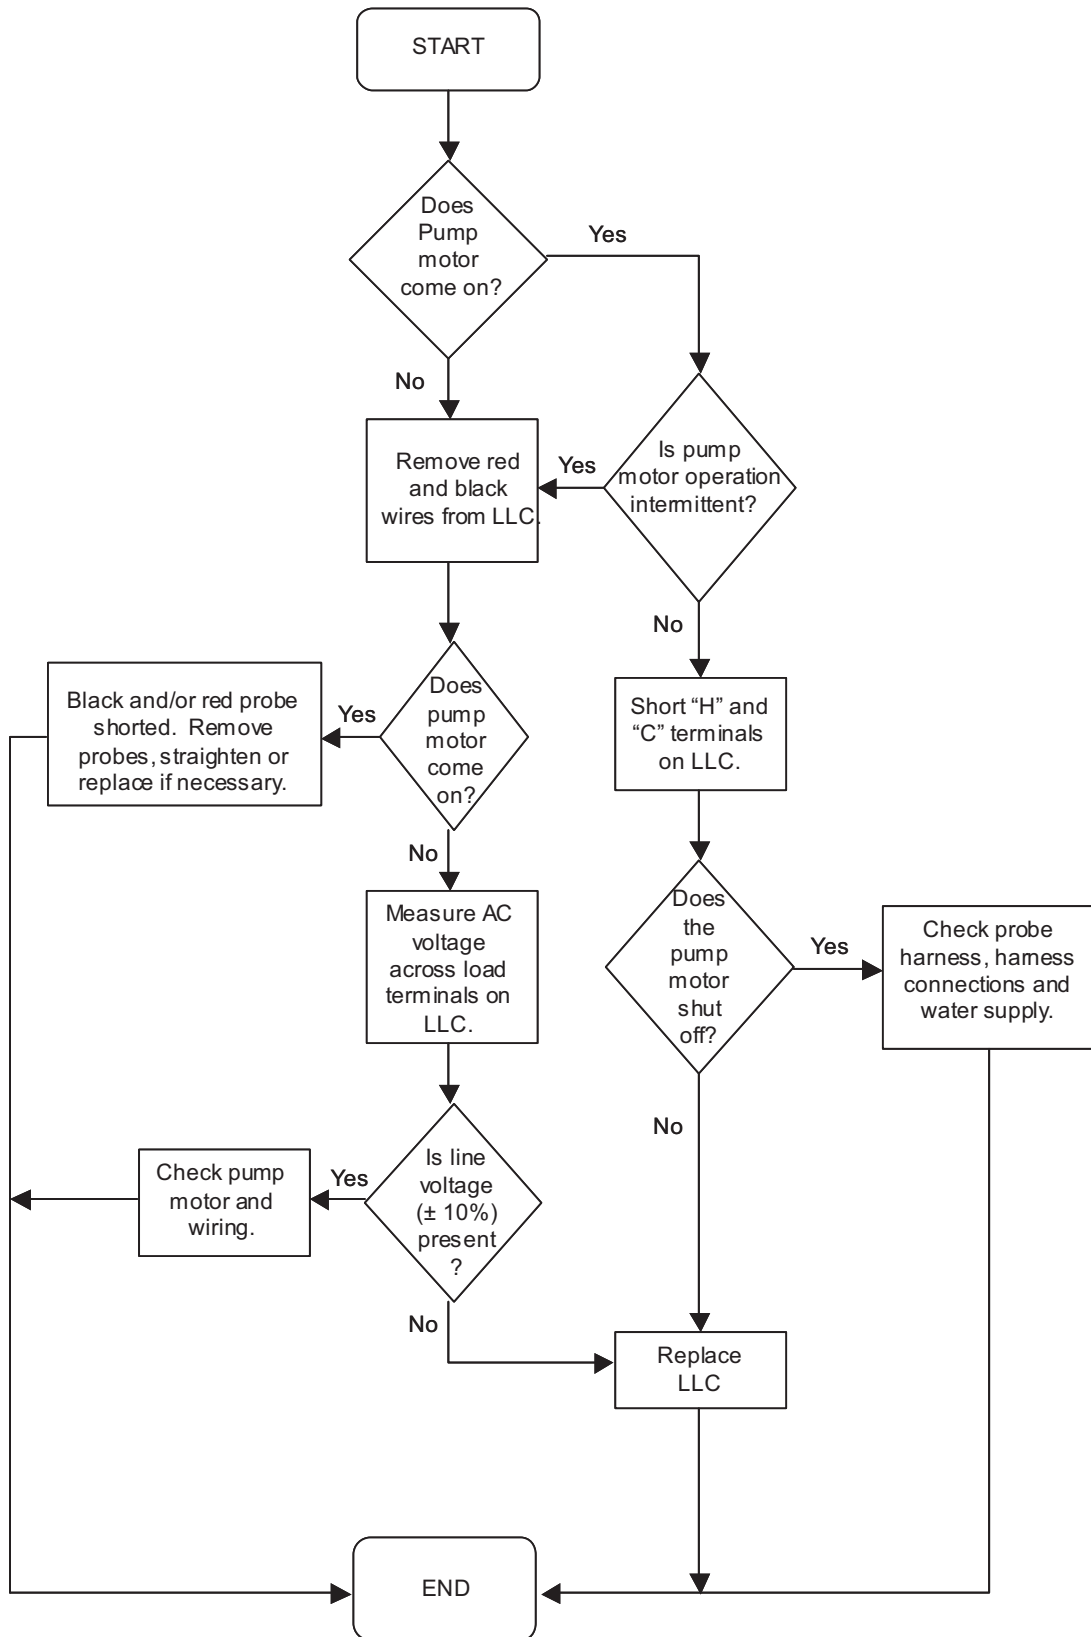 START
Does
Pump
motor
come on?
Yes
No
Remove red
and black
wires from LLC.
Yes
Is pump
motor operation
intermittent?
No
Black and/or red probe
shorted. Remove
probes, straighten or
replace if necessary.
Yes
Does
pump
motor
come
on?
Short “H” and
“C” terminals
on LLC.
No
Measure AC
voltage
across load
terminals on
LLC.
Does
the
pump
motor
shut
off?
Yes
Check probe
harness, harness
connections and
water supply.
No
Check pump
motor and
wiring.
Yes
Is line
voltage
(± 10%)
present
?
No
Replace
LLC
END